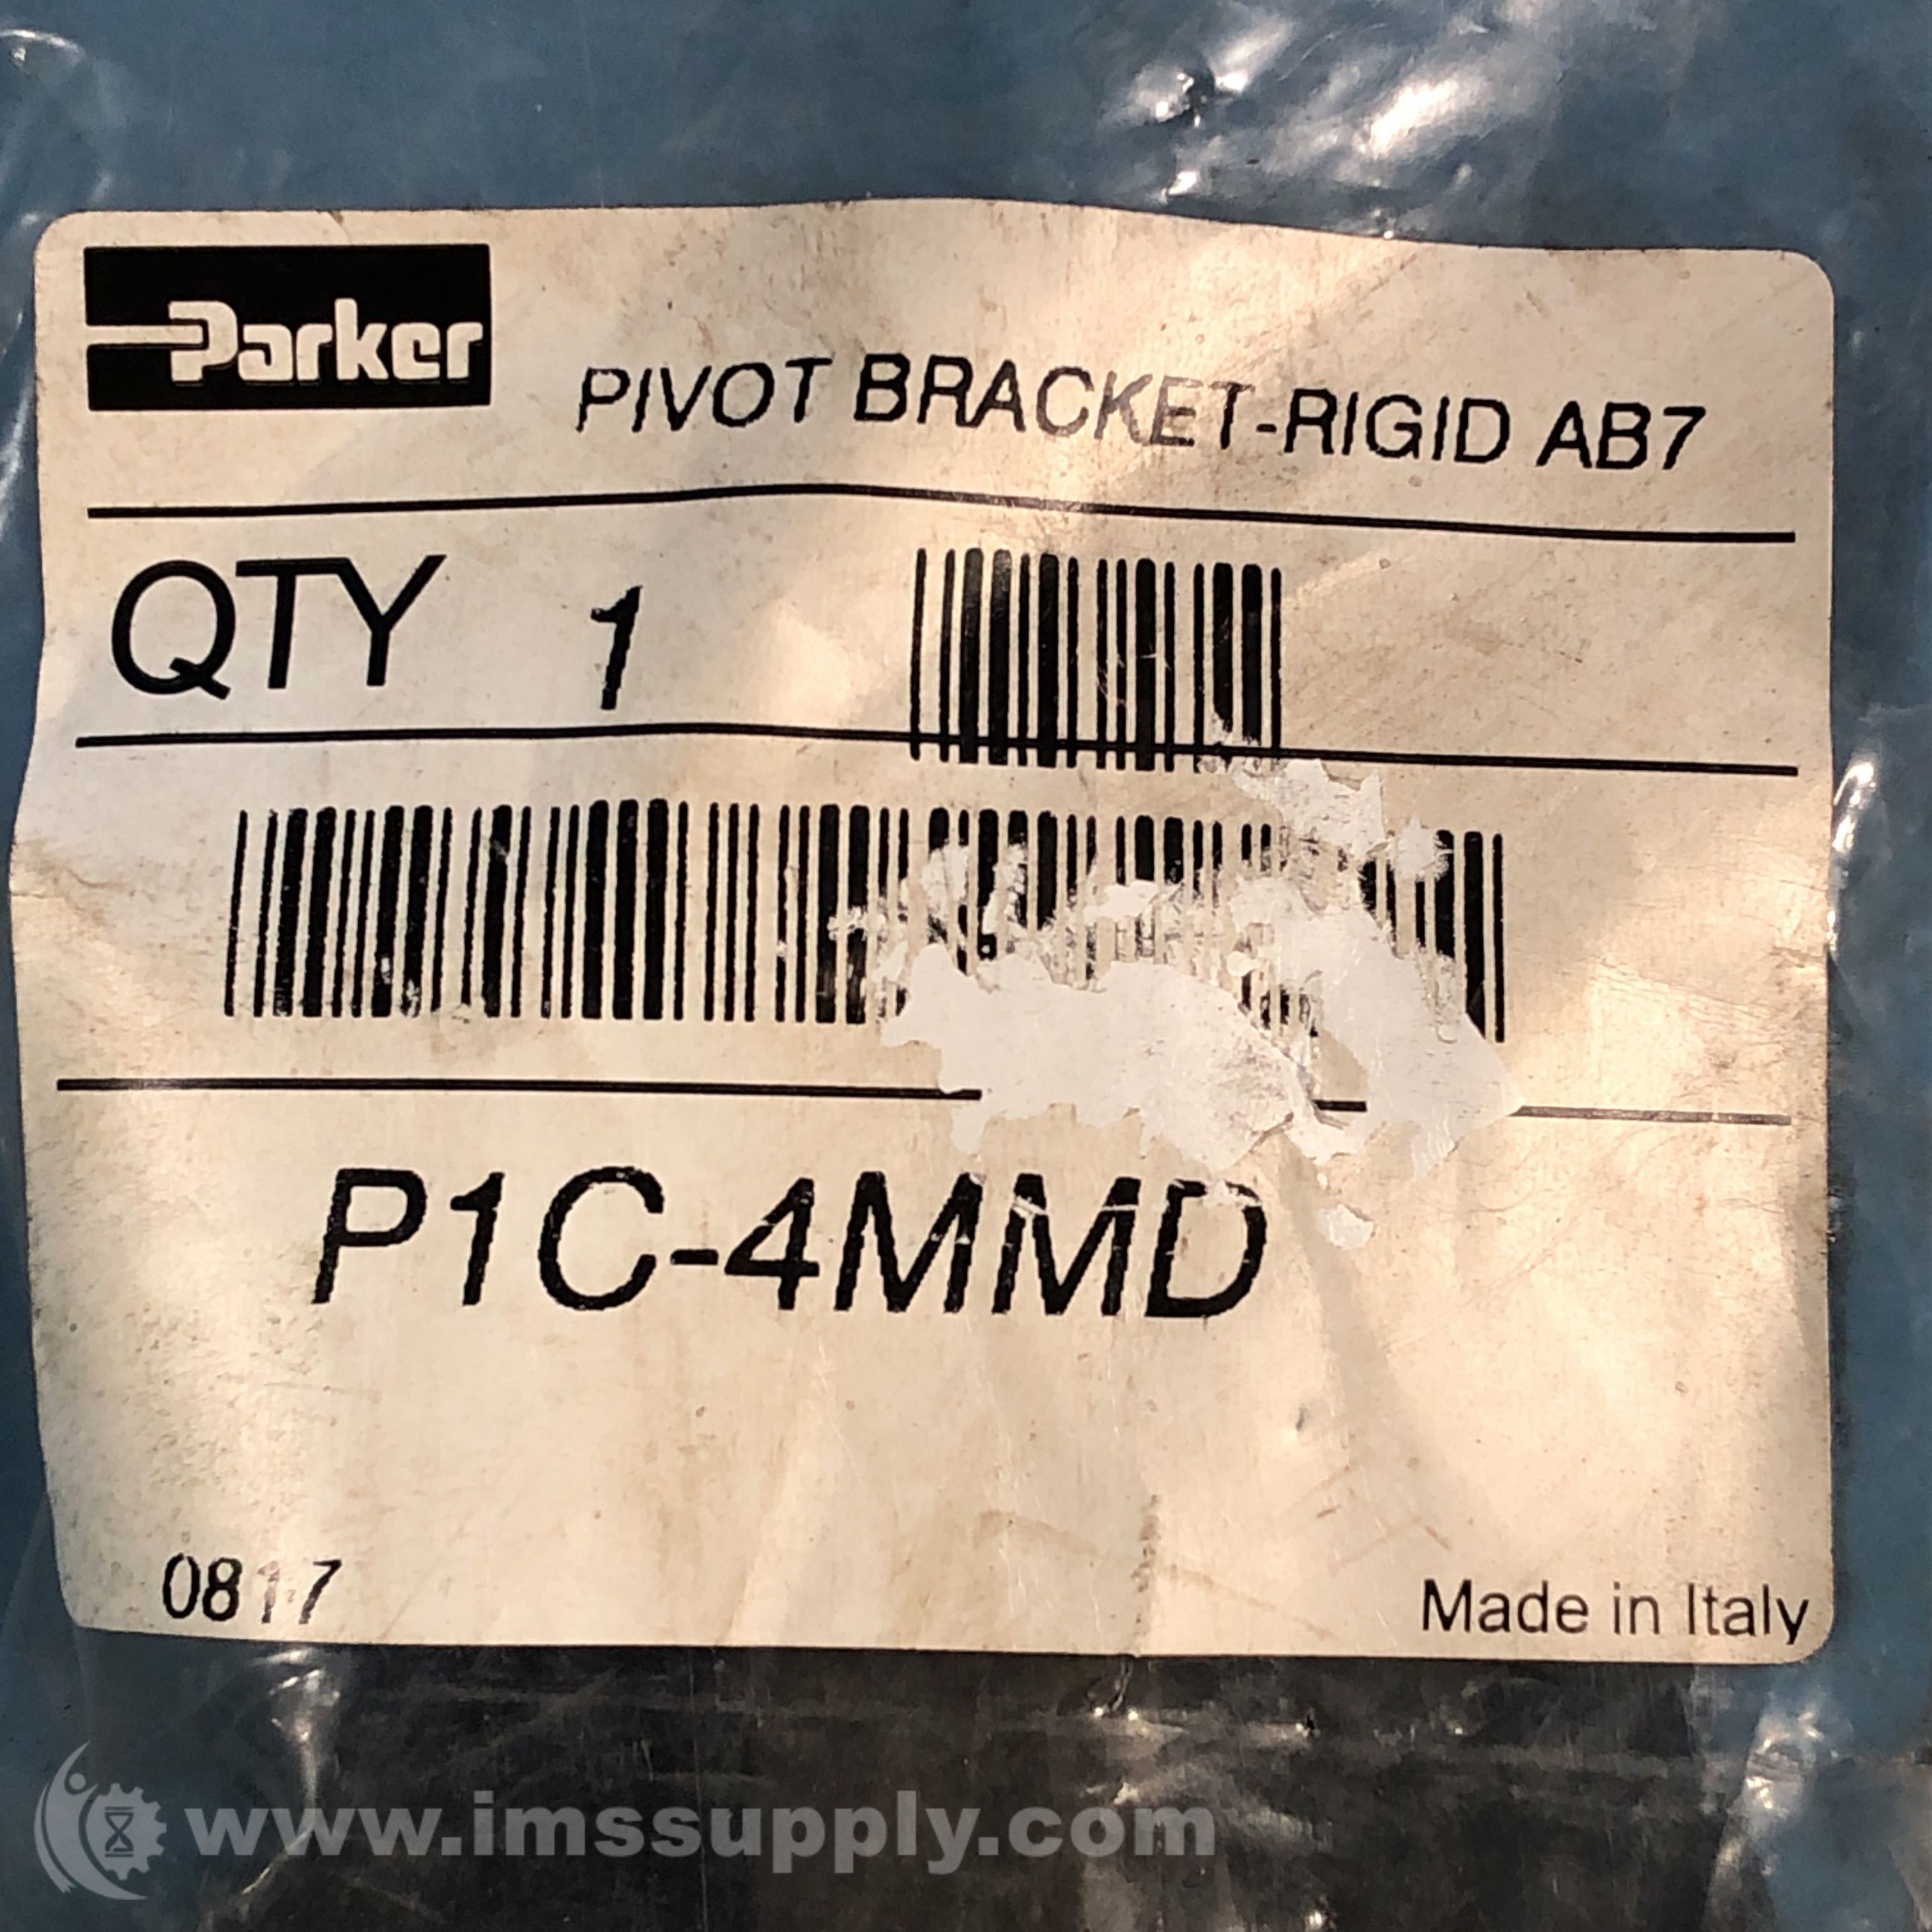 Parker
PIVOT BRACKET-RIGID AB7
QTY 1
P1C-4MMD
0817
Made in Italy
www.imssupply.com